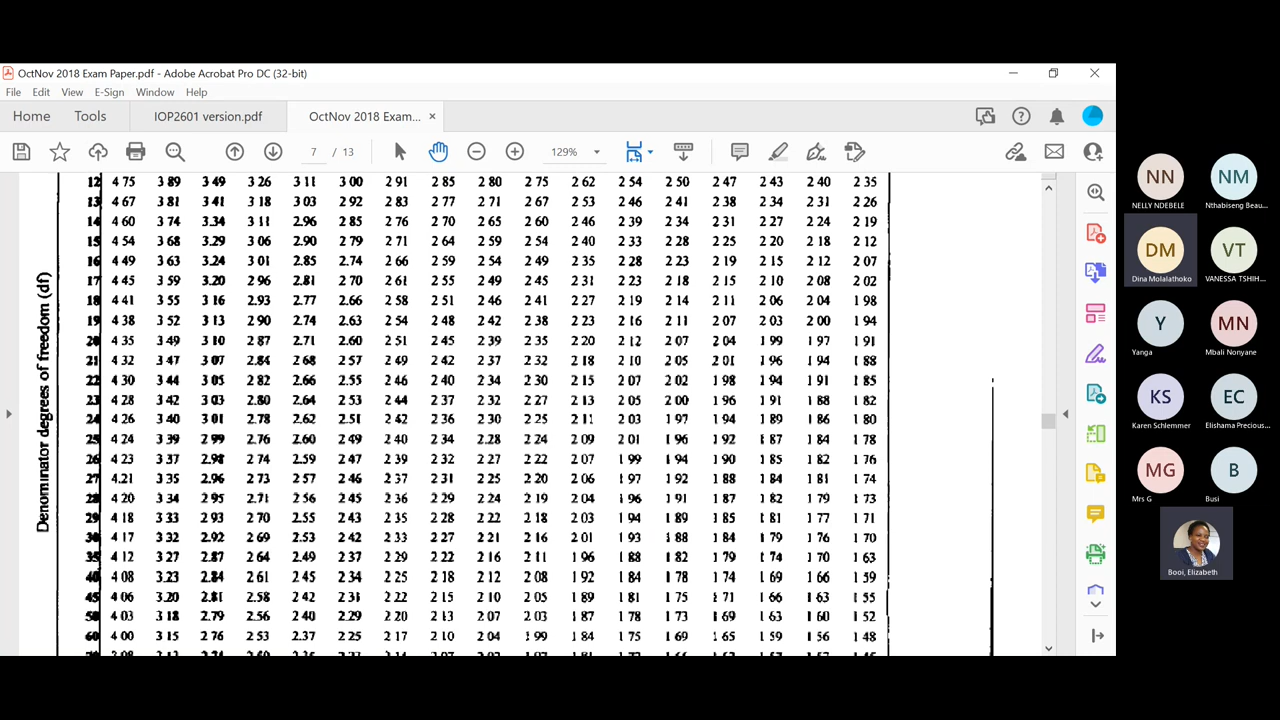 OctNov 2018 Exam Paper.pdf - Adobe Acrobat Pro DC (32-bit)
File Edit View E-Sign Window Help
Home Tools IOP2601 version.pdf OctNov 2018 Exam... ×
7 / 13 129%
Denominator degrees of freedom (df)
12 4 75 3 89 3 49 3 26 3 11 3 00 2 91 2 85 2 80 2 75 2 62 2 54 2 50 2 47 2 43 2 40 2 35
13 4 67 3 81 3 41 3 18 3 03 2 92 2 83 2 77 2 71 2 67 2 53 2 46 2 41 2 38 2 34 2 31 2 26
14 4 60 3 74 3.34 3 11 2.96 2 85 2 76 2 70 2 65 2 60 2 46 2 39 2 34 2 31 2 27 2 24 2 19
15 4 54 3 68 3.29 3 06 2.90 2 79 2 71 2 64 2 59 2 54 2 40 2 33 2 28 2 25 2 20 2 18 2 12
16 4 49 3 63 3.24 3 01 2.85 2 74 2 66 2 59 2 54 2 49 2 35 2 28 2 23 2 19 2 15 2 12 2 07
17 4 45 3 59 3.20 2 96 2.81 2 70 2 61 2 55 2 49 2 45 2 31 2 23 2 18 2 15 2 10 2 08 2 02
18 4 41 3 55 3 16 2.93 2.77 2.66 2 58 2 51 2 46 2 41 2 27 2 19 2 14 2 11 2 06 2 04 1 98
19 4 38 3 52 3 13 2.90 2.74 2.63 2 54 2 48 2 42 2 38 2 23 2 16 2 11 2 07 2 03 2 00 1 94
20 4 35 3 49 3 10 2 87 2.71 2.60 2 51 2 45 2 39 2 35 2 20 2 12 2 07 2 04 1 99 1 97 1 91
21 4 32 3 47 3 07 2.84 2 68 2 57 2 49 2 42 2 37 2 32 2 18 2 10 2 05 2 01 1 96 1 94 1 88
22 4 30 3 44 3 05 2.82 2.66 2.55 2 46 2 40 2 34 2 30 2 15 2 07 2 02 1 98 1 94 1 91 1 85
23 4 28 3 42 3 03 2.80 2.64 2.53 2 44 2 37 2 32 2 27 2 13 2 05 2 00 1 96 1 91 1 88 1 82
24 4 26 3 40 3 01 2.78 2.62 2.51 2 42 2 36 2 30 2 25 2 11 2 03 1 97 1 94 1 89 1 86 1 80
25 4 24 3 39 2 99 2.76 2.60 2 49 2 40 2 34 2.28 2 24 2 09 2 01 1 96 1 92 1 87 1 84 1 78
26 4 23 3 37 2.98 2 74 2.59 2 47 2 39 2 32 2 27 2 22 2 07 1 99 1 94 1 90 1 85 1 82 1 76
27 4.21 3 35 2.96 2 73 2 57 2 46 2 37 2 31 2 25 2 20 2 06 1 97 1 92 1 88 1 84 1 81 1 74
28 4 20 3 34 2 95 2.71 2 56 2 45 2 36 2 29 2 24 2 19 2 04 1 96 1 91 1 87 1 82 1 79 1 73
29 4 18 3 33 2 93 2 70 2.55 2 43 2 35 2 28 2 22 2 18 2 03 1 94 1 89 1 85 1 81 1 77 1 71
30 4 17 3 32 2.92 2 69 2.53 2 42 2 33 2 27 2 21 2 16 2 01 1 93 1 88 1 84 1 79 1 76 1 70
35 4 12 3 27 2.87 2 64 2.49 2 37 2 29 2 22 2 16 2 11 1 96 1 88 1 82 1 79 1 74 1 70 1 63
40 4 08 3.23 2.84 2 61 2.45 2 34 2 25 2 18 2 12 2 08 1 92 1 84 1 78 1 74 1 69 1 66 1 59
45 4 06 3.20 2.81 2 58 2 42 2 31 2 22 2 15 2 10 2 05 1 89 1 81 1 75 1 71 1 66 1 63 1 55
50 4 03 3 18 2.79 2.56 2.40 2 29 2 20 2 13 2 07 2 03 1 87 1 78 1 73 1 69 1 63 1 60 1 52
60 4 00 3 15 2 76 2 53 2.37 2 25 2 17 2 10 2 04 1 99 1 84 1 75 1 69 1 65 1 59 1 56 1 48
NN NM
NELLY NDEBELE Nthabiseng Beau...
DM VT
Dina Molalathoko VANESSA TSHIH...
Y MN
Yanga Mbali Nonyane
KS EC
Karen Schlemmer Elishama Precious...
MG B
Mrs G Busi
Booi, Elizabeth